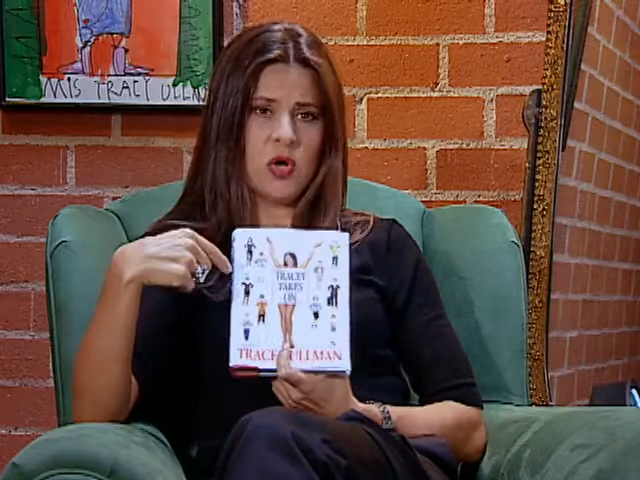 MIS TRACY ULLM
TRACEY
TAKES
ON
TRACEY ULLMAN